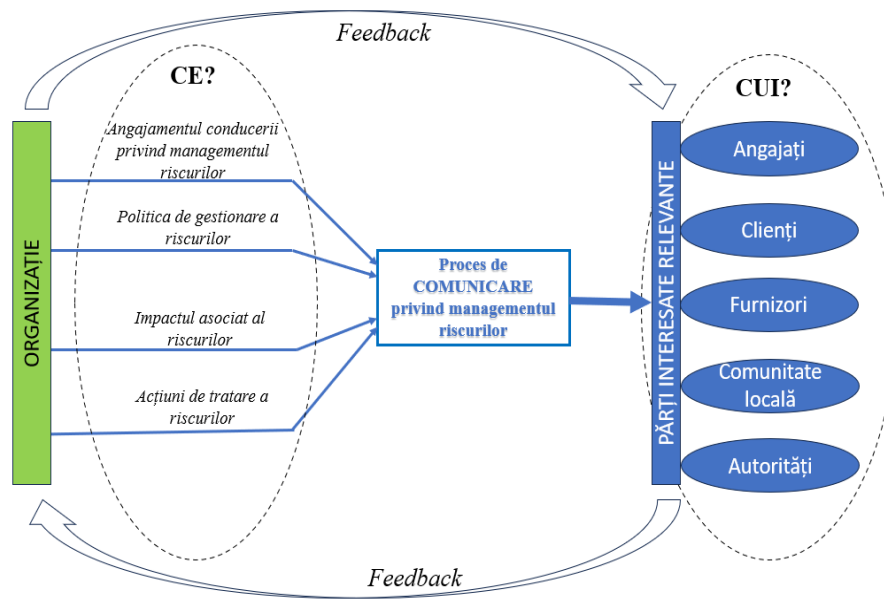 Feedback
CE?
CUI?
ORGANIZAȚIE
Angajamentul conducerii
privind managementul
riscurilor
Politica de gestionare a
riscurilor
Impactul asociat al
riscurilor
Acțiuni de tratare a
riscurilor
Proces de
COMUNICARE
privind managementul
riscurilor
PĂRȚI INTERESATE RELEVANTE
Angajați
Clienți
Furnizori
Comunitate
locală
Autorități
Feedback